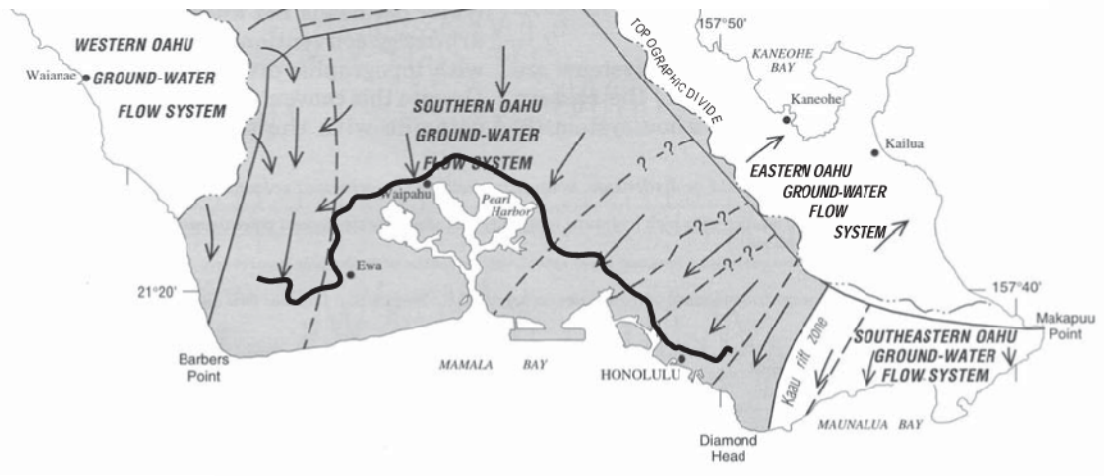 157°50'
TOPOGRAPHIC DIVIDE
WESTERN OAHU
GROUND-WATER
FLOW SYSTEM
Waianae
KANEOHE
BAY
Kaneohe
SOUTHERN OAHU
GROUND-WATER
FLOW SYSTEM
Kailua
EASTERN OAHU
GROUND-WATER
FLOW
SYSTEM
Waipahu
Pearl
Harbor
? ?
? ?
? ?
Ewa
21°20'
157°40'
Makapuu
Point
Barbers
Point
MAMALA BAY
HONOLULU
Kaau rift zone
SOUTHEASTERN OAHU
GROUND-WATER
FLOW SYSTEM
MAUNALUA BAY
Diamond
Head